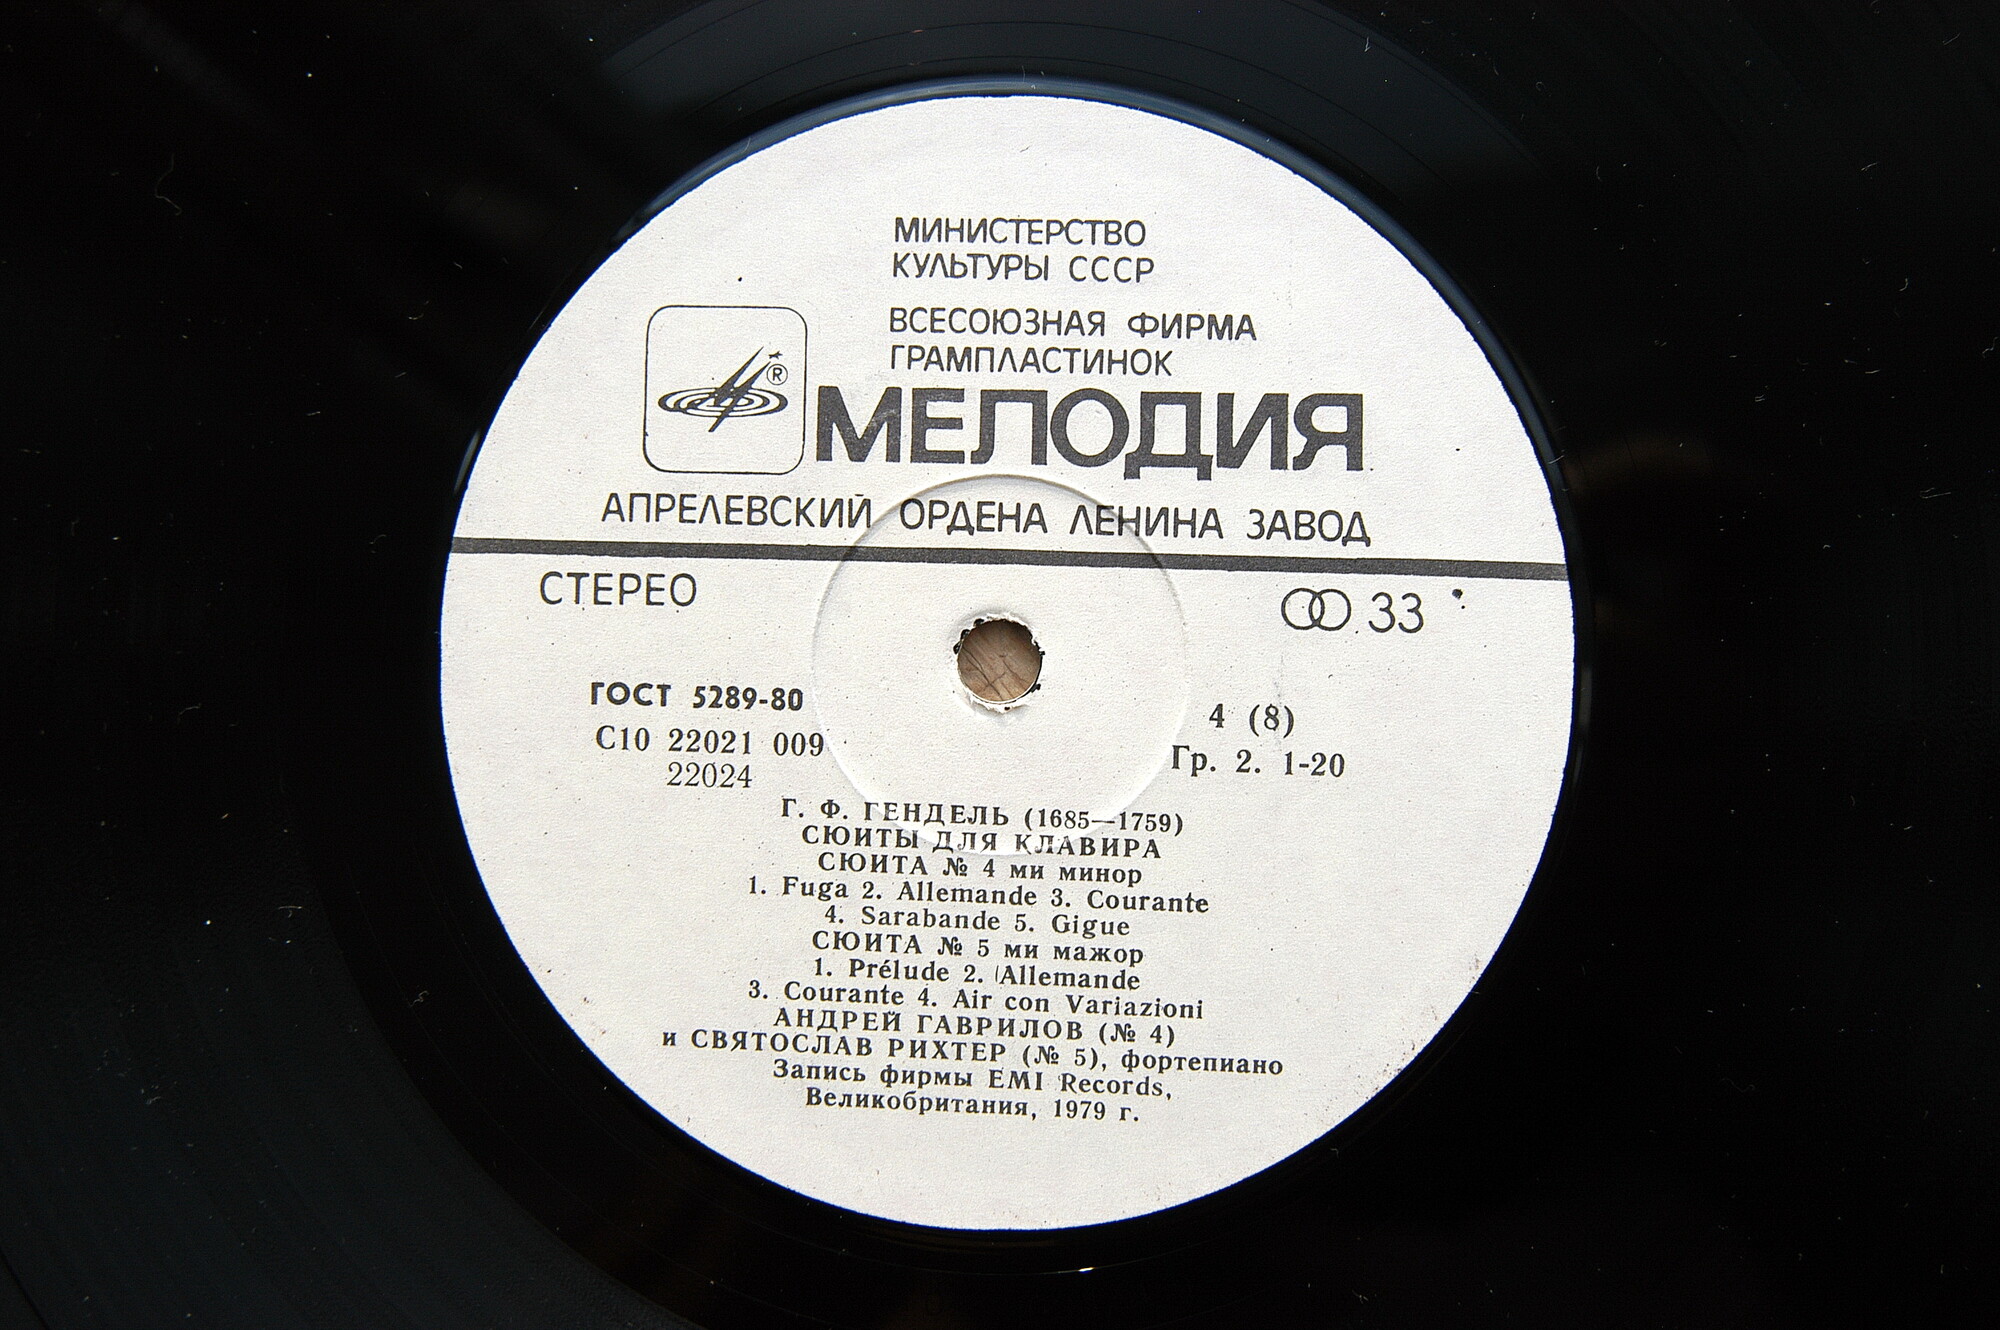 МИНИСТЕРСТВО
КУЛЬТУРЫ СССР
ВСЕСОЮЗНАЯ ФИРМА
ГРАМПЛАСТИНОК
®
МЕЛОДИЯ
АПРЕЛЕВСКИЙ ОРДЕНА ЛЕНИНА ЗАВОД
СТЕРЕО
33
ГОСТ 5289-80
4 (8)
С10 22021 009
Гр. 2. 1-20
22024
Г. Ф. ГЕНДЕЛЬ (1685—1759)
СЮИТЫ ДЛЯ КЛАВИРА
СЮИТА № 4 ми минор
1. Fuga 2. Allemande 3. Courante
4. Sarabande 5. Gigue
СЮИТА № 5 ми мажор
1. Prélude 2. Allemande
3. Courante 4. Air con Variazioni
АНДРЕЙ ГАВРИЛОВ (№ 4)
и СВЯТОСЛАВ РИХТЕР (№ 5), фортепиано
Запись фирмы EMI Records,
Великобритания, 1979 г.